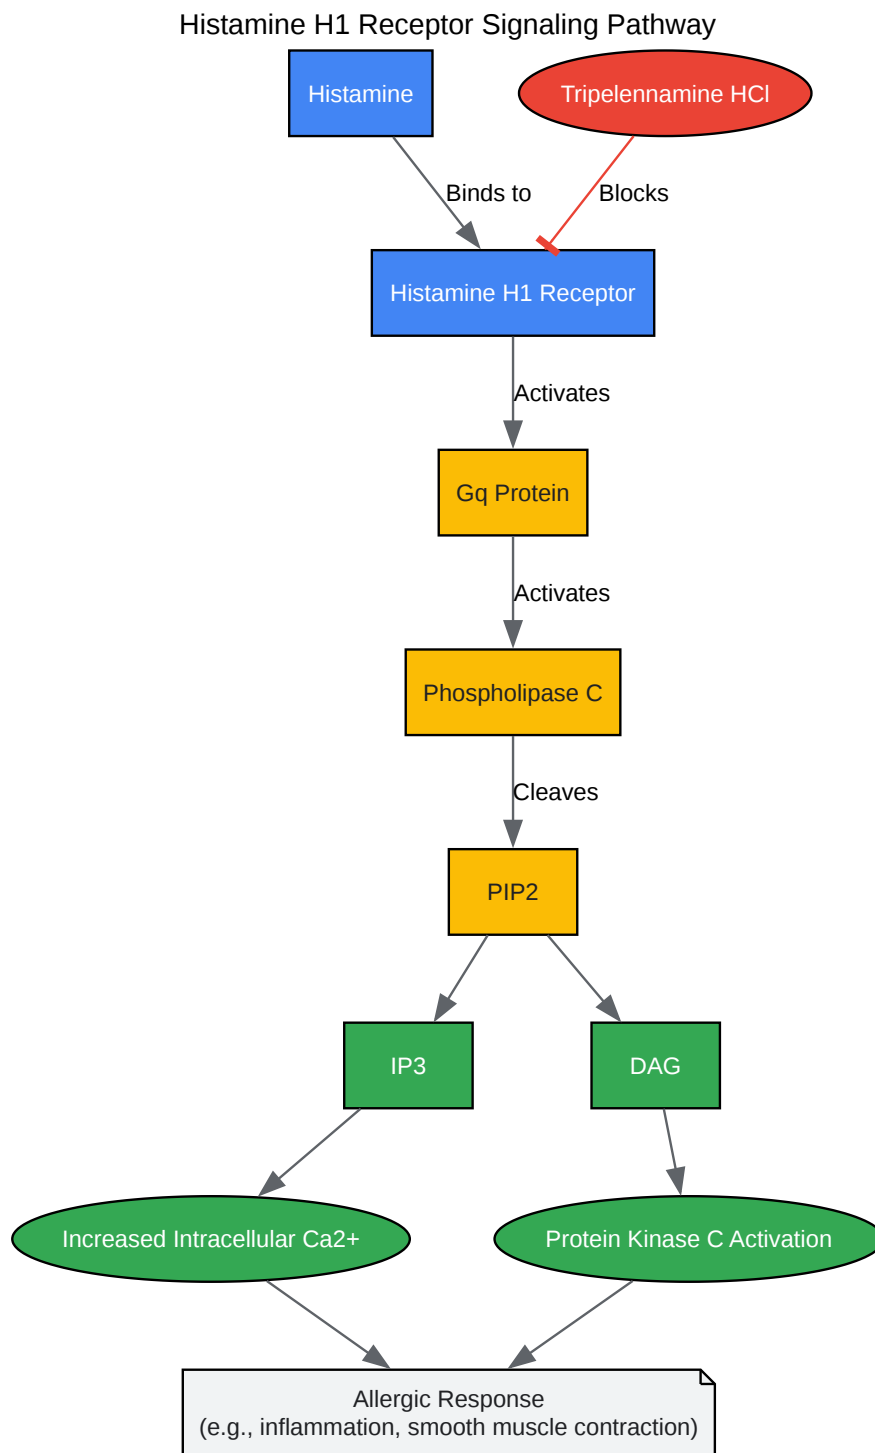 Histamine H1 Receptor Signaling Pathway
Histamine
Tripelennamine HCl
Binds to
Blocks
Histamine H1 Receptor
Activates
Gq Protein
Activates
Phospholipase C
Cleaves
PIP2
IP3
DAG
Increased Intracellular Ca2+
Protein Kinase C Activation
Allergic Response
(e.g., inflammation, smooth muscle contraction)